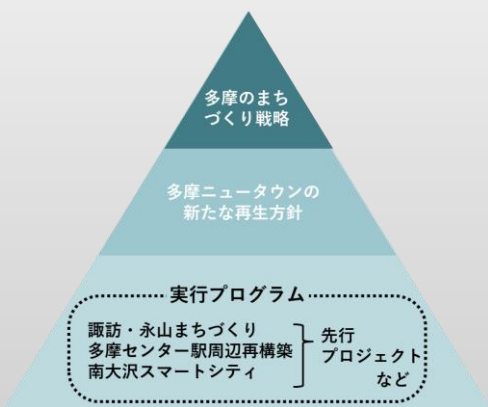 多摩のまち
づくり戦略
多摩ニュータウンの
新たな再生方針
実行プログラム
諏訪・永山まちづくり
多摩センター駅周辺再構築
南大沢スマートシティ
先行
プロジェクト
など